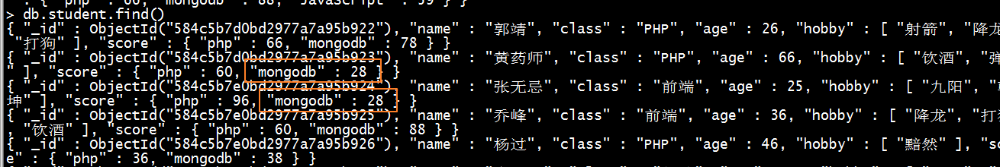 : { "php" : 66, "mongodb" : 88, "JavaScript" : 59 } }
> db.student.find()
{ "_id" : ObjectId("584c5b7d0bd2977a7a95b922"), "name" : "郭靖", "class" : "PHP", "age" : 26, "hobby" : [ "射箭", "降龙
"打狗" ], "score" : { "php" : 66, "mongodb" : 78 } }
{ "_id" : ObjectId("584c5b7d0bd2977a7a95b923"), "name" : "黄药师", "class" : "PHP", "age" : 66, "hobby" : [ "饮酒", "弹
" ], "score" : { "php" : 60, "mongodb" : 28 } }
{ "_id" : ObjectId("584c5b7e0bd2977a7a95b924"), "name" : "张无忌", "class" : "前端", "age" : 25, "hobby" : [ "九阳", "
坤" ], "score" : { "php" : 96, "mongodb" : 28 } }
{ "_id" : ObjectId("584c5b7e0bd2977a7a95b925"), "name" : "乔峰", "class" : "前端", "age" : 36, "hobby" : [ "降龙", "打
, "饮酒" ], "score" : { "php" : 60, "mongodb" : 88 } }
{ "_id" : ObjectId("584c5b7e0bd2977a7a95b926"), "name" : "杨过", "class" : "PHP", "age" : 46, "hobby" : [ "黯然" ], "sc
e" : { "php" : 36, "mongodb" : 38 } }